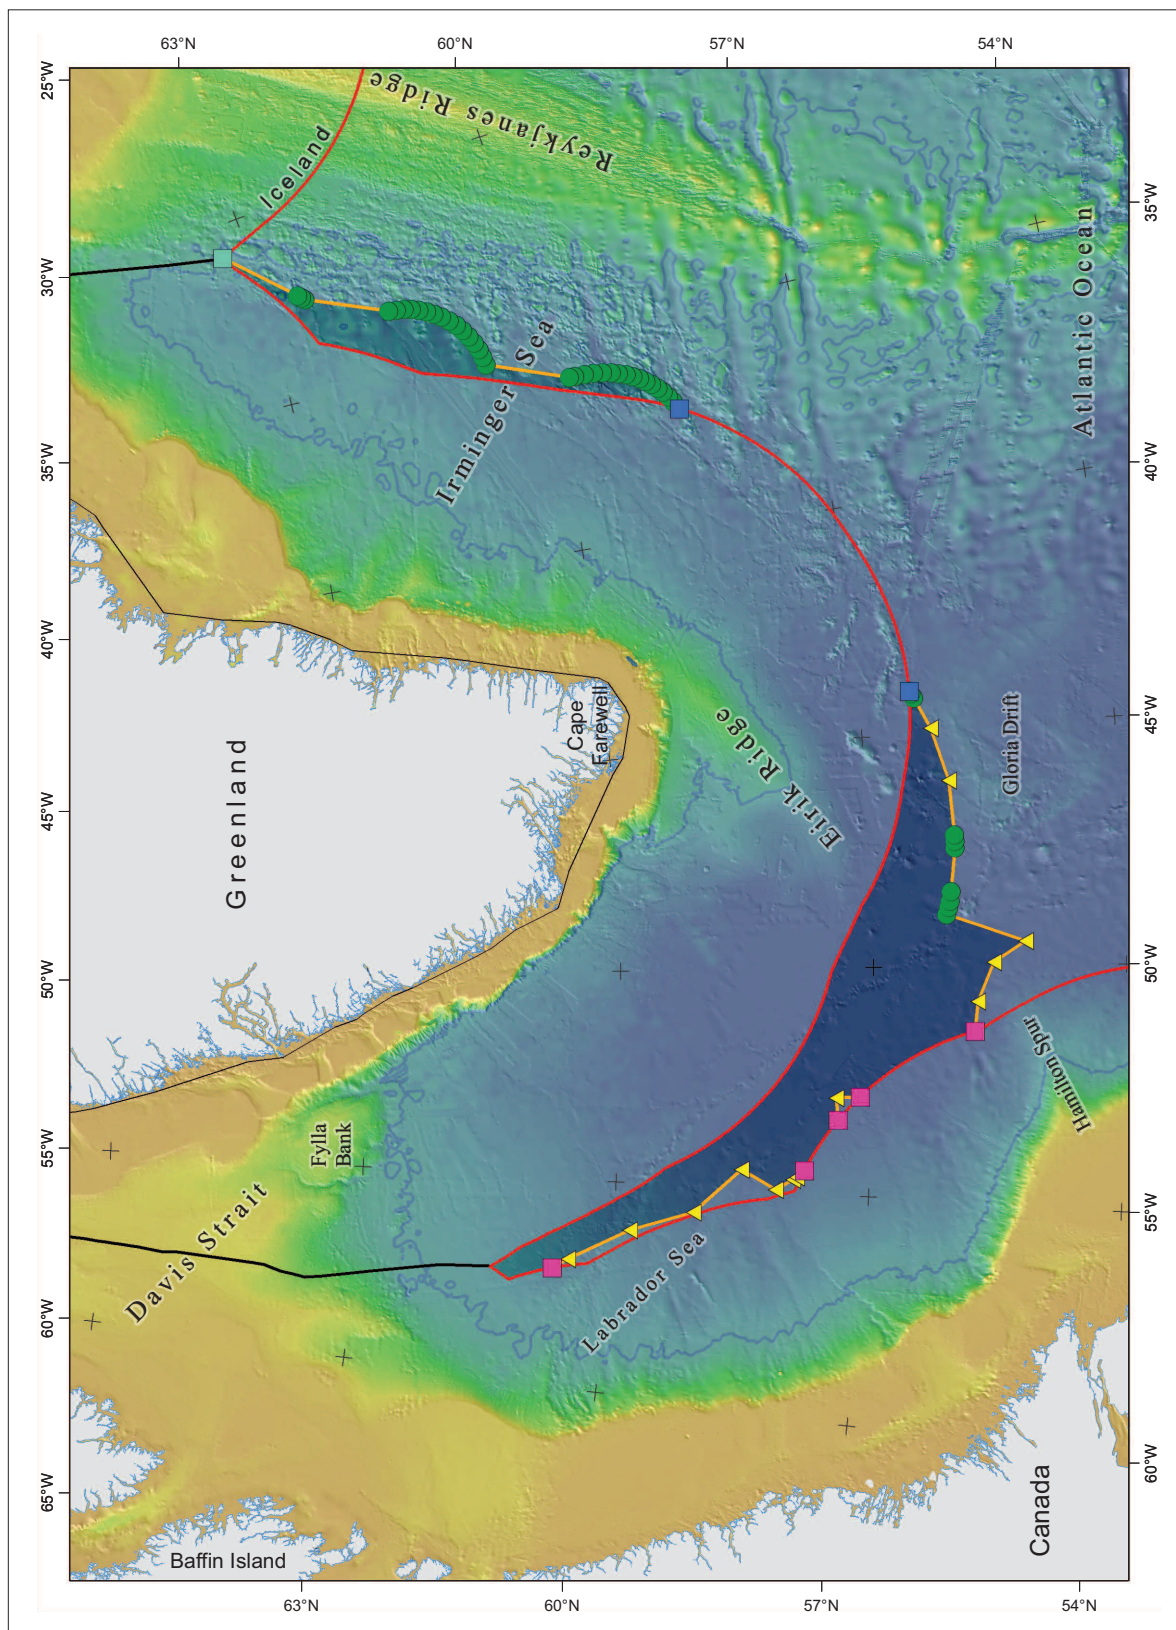 63°N
60°N
57°N
54°N
25°W
30°W
35°W
40°W
45°W
50°W
55°W
60°W
65°W
35°W
40°W
45°W
50°W
55°W
60°W
Reykjanes Ridge
Iceland
Atlantic Ocean
Irminger Sea
Cape
Farewell
Greenland
Eirik Ridge
Gloria Drift
Hamilton Spur
Fylla
Bank
Davis Strait
Labrador Sea
Canada
Baffin Island
63°N
60°N
57°N
54°N